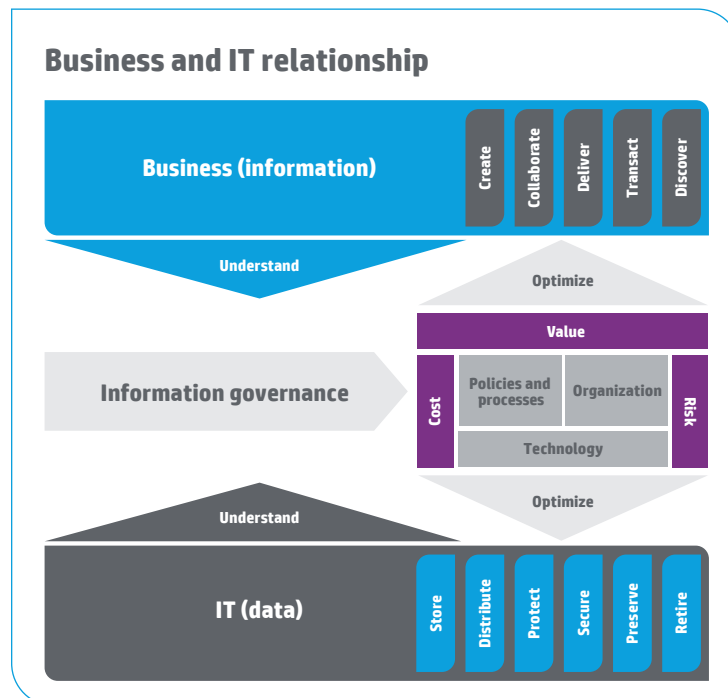 Business and IT relationship
Business (information)
Create
Collaborate
Deliver
Transact
Discover
Understand
Optimize
Value
Information governance
Cost
Policies and
processes
Organization
Risk
Technology
Understand
Optimize
IT (data)
Store
Distribute
Protect
Secure
Preserve
Retire